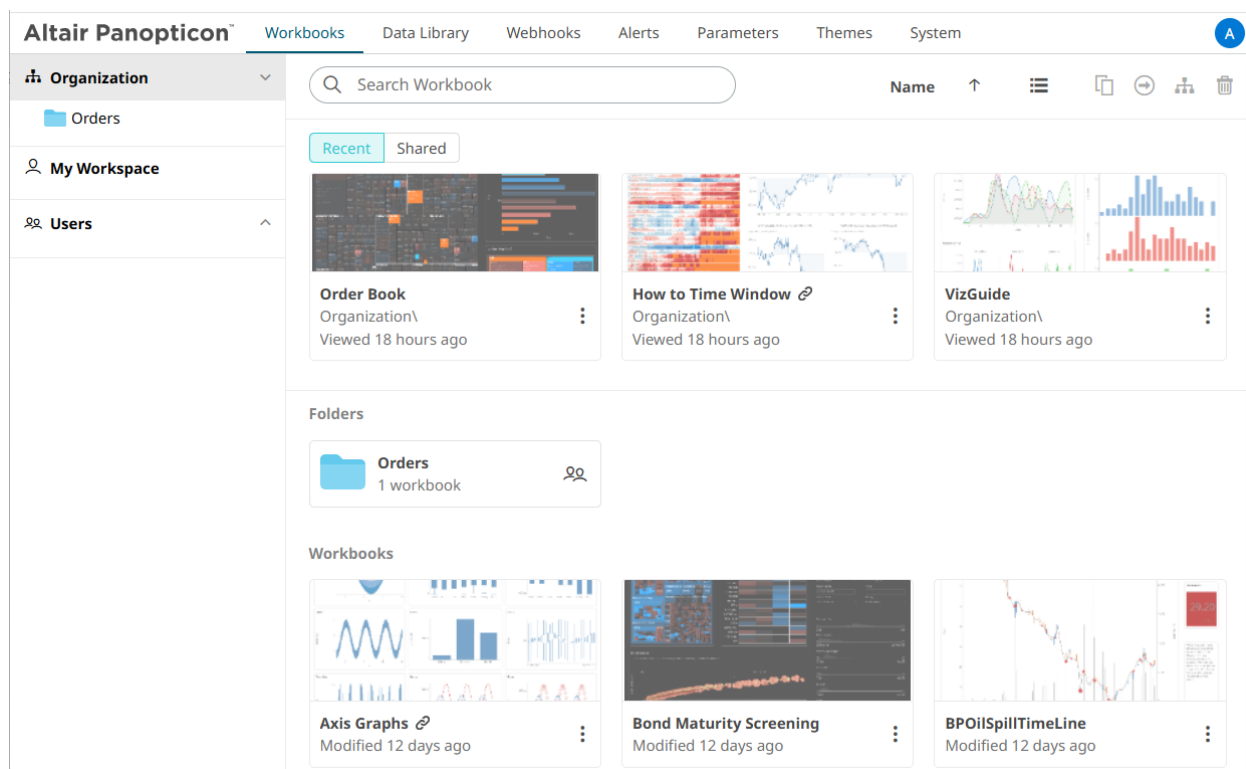 Altair Panopticon™
Workbooks Data Library Webhooks Alerts Parameters Themes System
A
Organization
Orders
My Workspace
Users
Search Workbook
Name
Recent Shared
Order Book
Organization\
Viewed 18 hours ago
How to Time Window
Organization\
Viewed 18 hours ago
VizGuide
Organization\
Viewed 18 hours ago
Folders
Orders
1 workbook
Workbooks
29.20
Axis Graphs
Modified 12 days ago
Bond Maturity Screening
Modified 12 days ago
BPOilSpillTimeLine
Modified 12 days ago